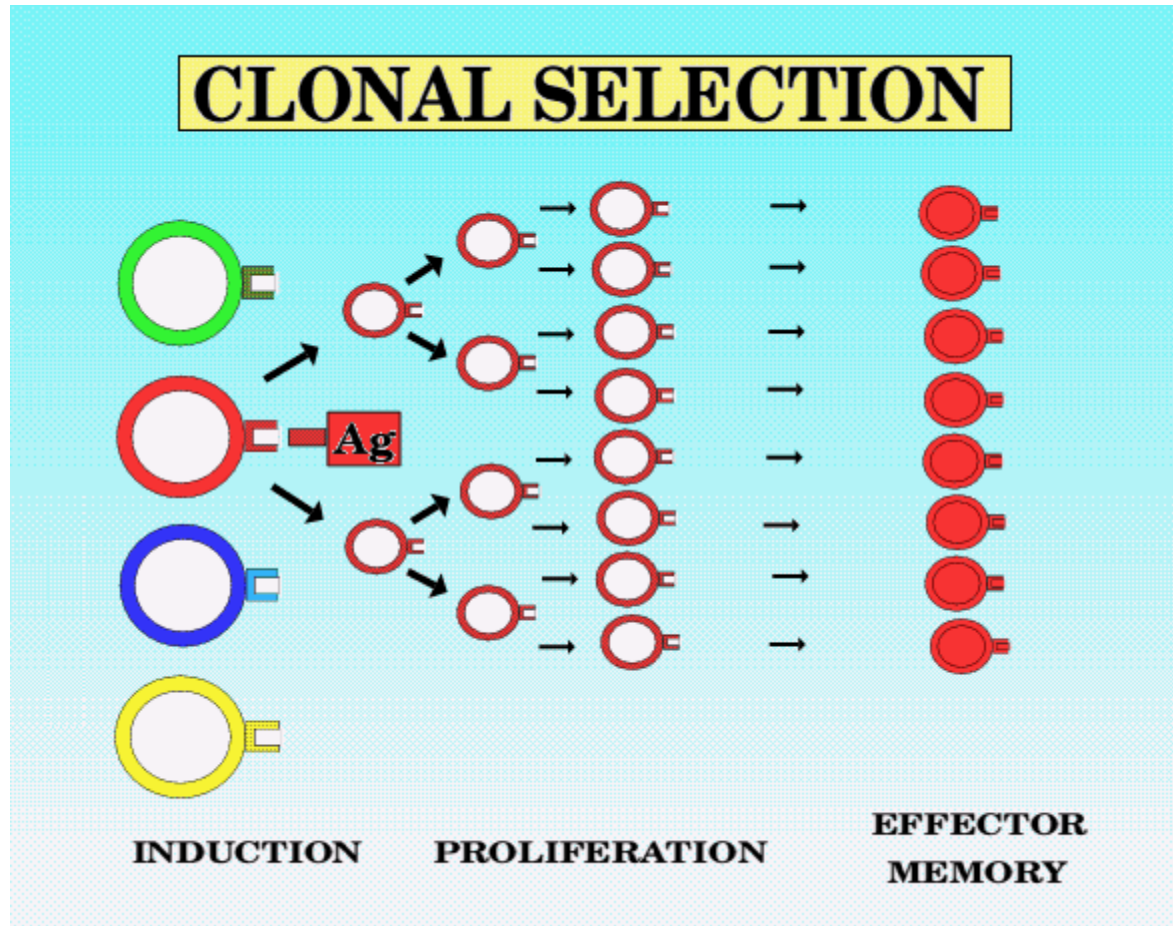 CLONAL SELECTION
Ag
INDUCTION
PROLIFERATION
EFFECTOR
MEMORY